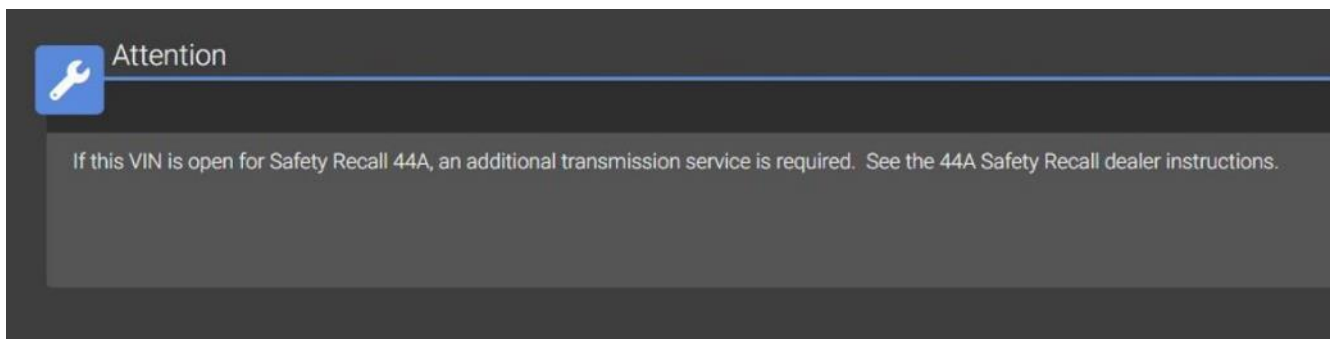 Attention
If this VIN is open for Safety Recall 44A, an additional transmission service is required.  See the 44A Safety Recall dealer instructions.